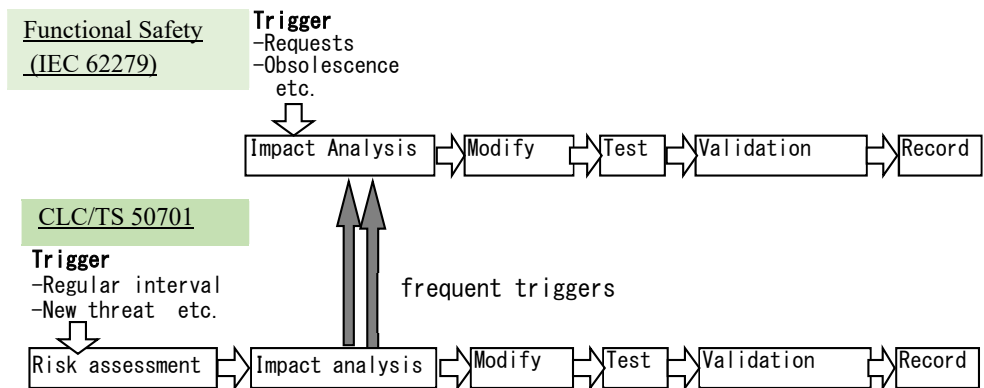 Functional Safety
(IEC 62279)
Trigger
-Requests
-Obsolescence
etc.
Impact Analysis
Modify
Test
Validation
Record
CLC/TS 50701
Trigger
-Regular interval
-New threat etc.
frequent triggers
Risk assessment
Impact analysis
Modify
Test
Validation
Record